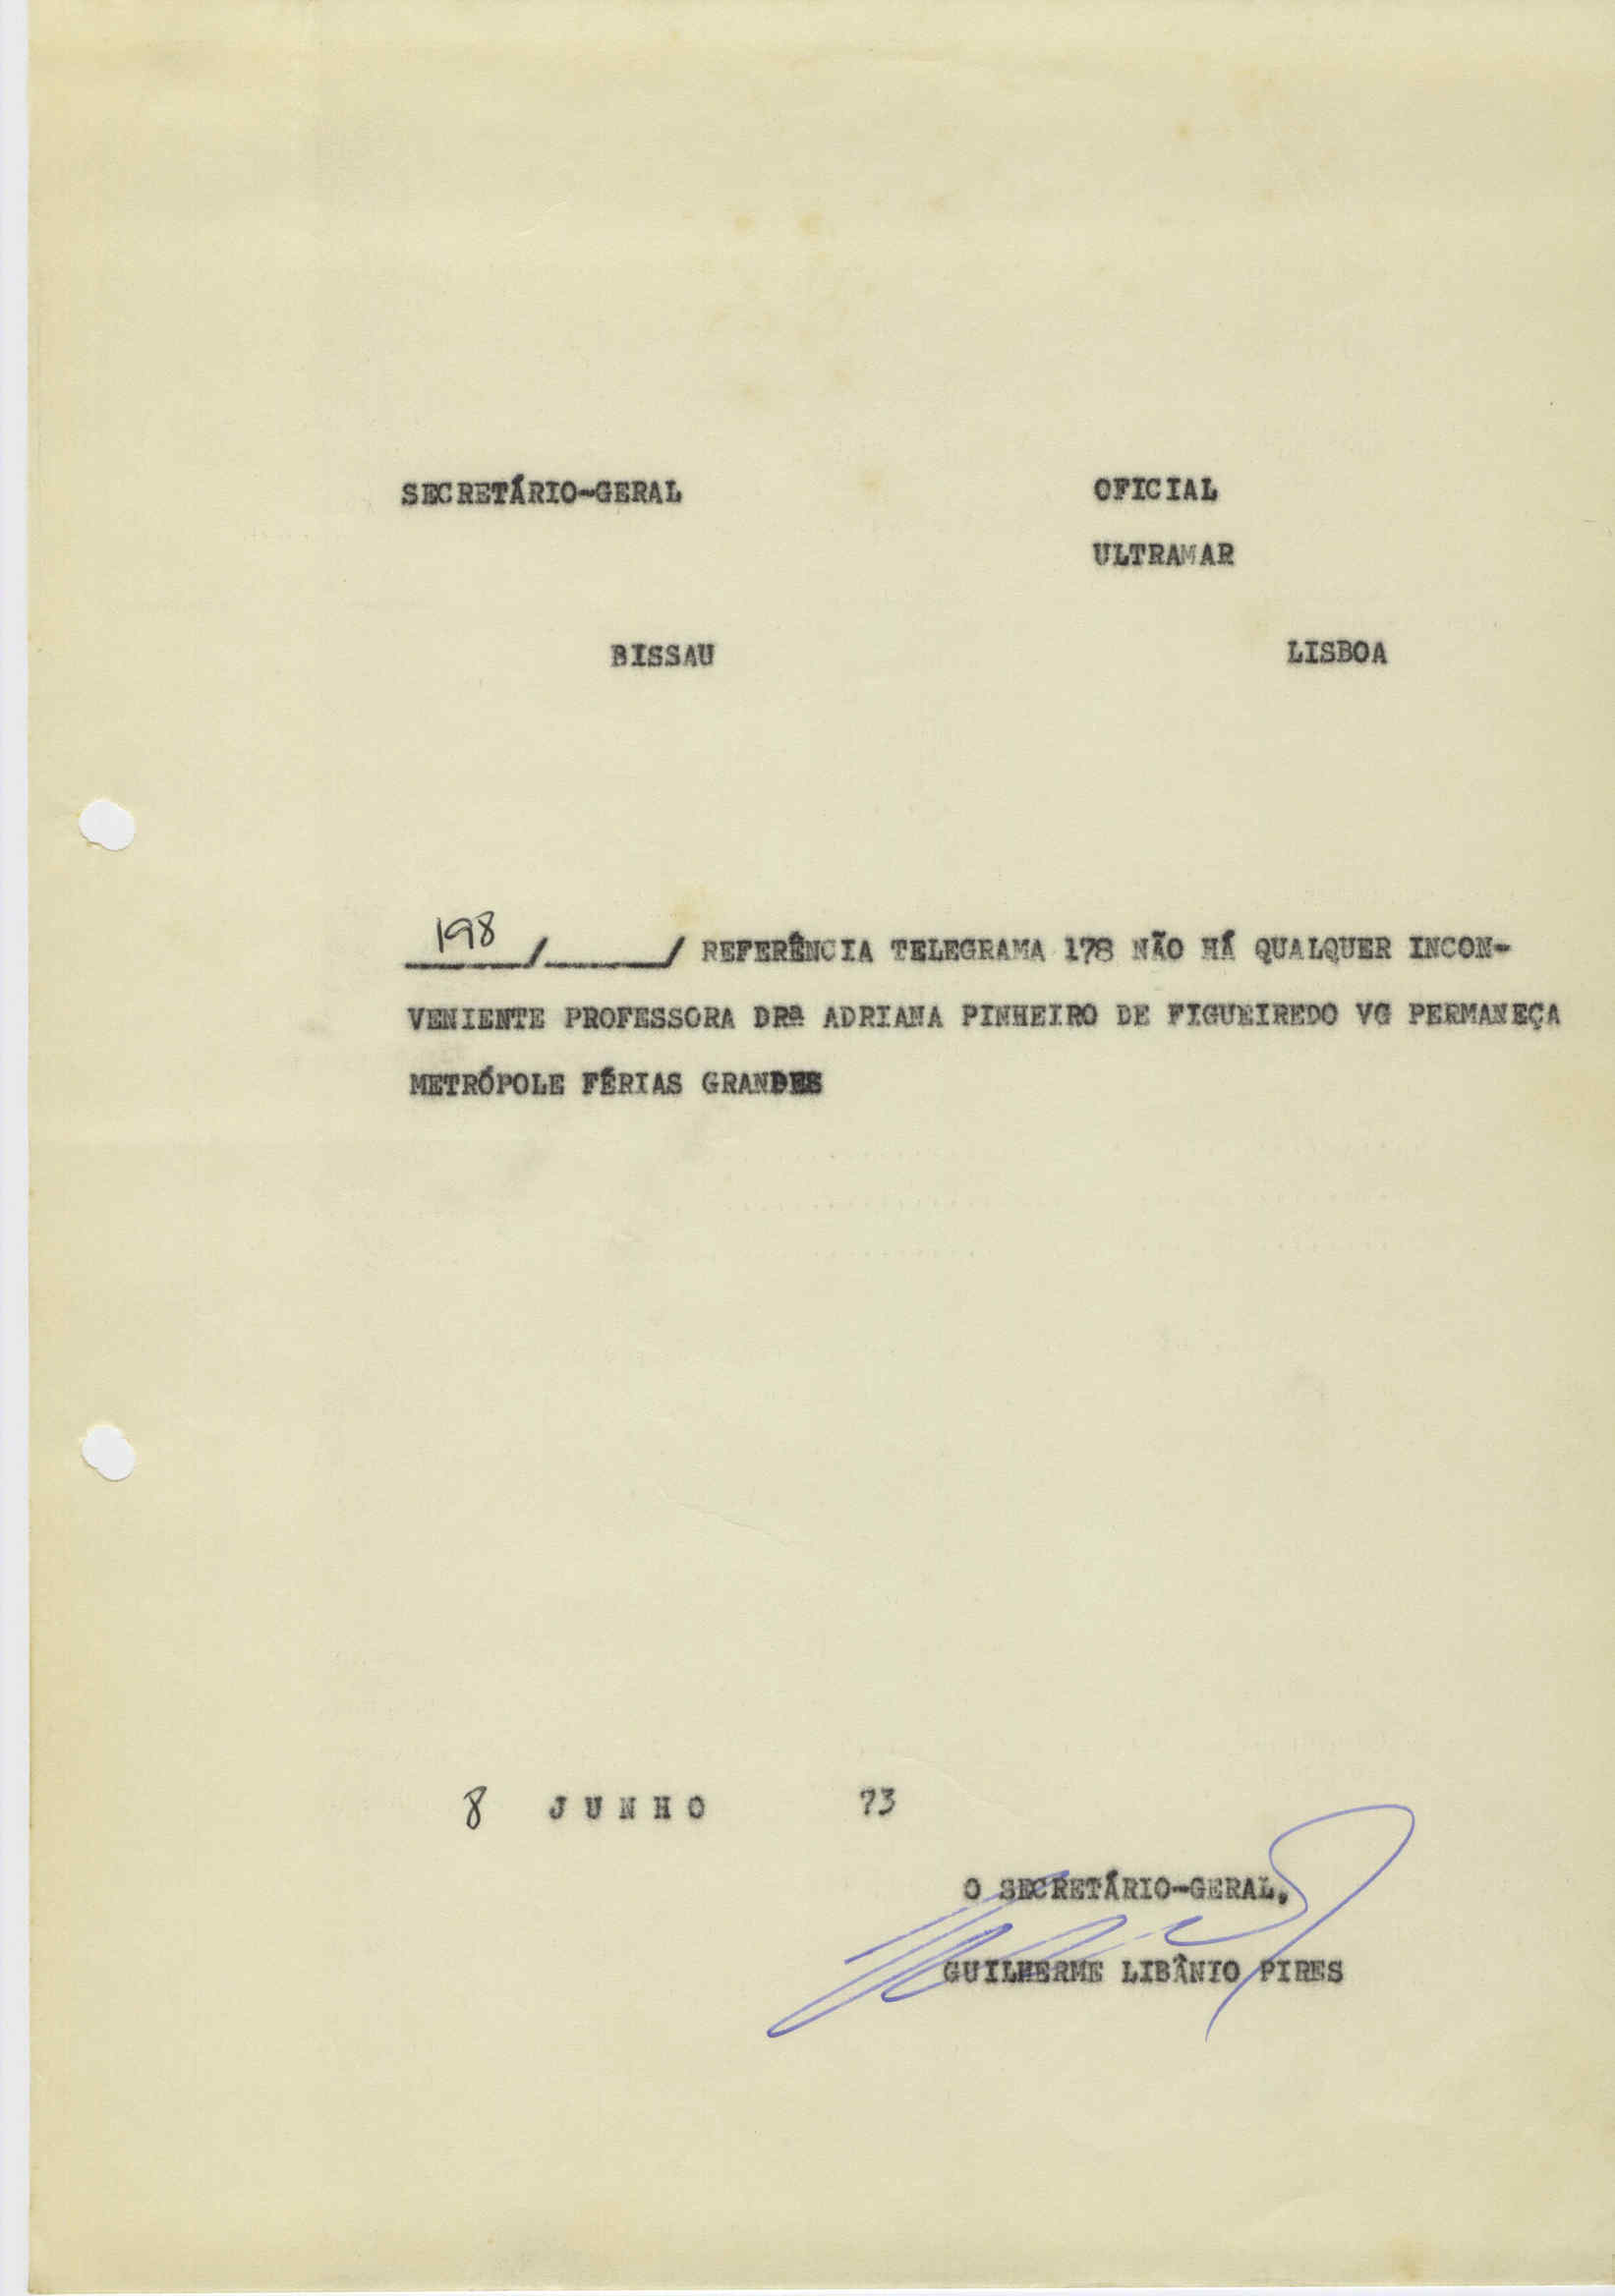 SECRETÁRIO-GERAL OFICIAL
ULTRAMAR
BISSAU LISBOA
198 /______/ REFERÊNCIA TELEGRAMA 178 NÃO HÁ QUALQUER INCON-
VENIENTE PROFESSORA DRª ADRIANA PINHEIRO DE FIGUEIREDO VG PERMANEÇA
METRÓPOLE FÉRIAS GRANDES
8 JUNHO 73
O SECRETÁRIO-GERAL,
GUILHERME LIBÂNIO PIRES